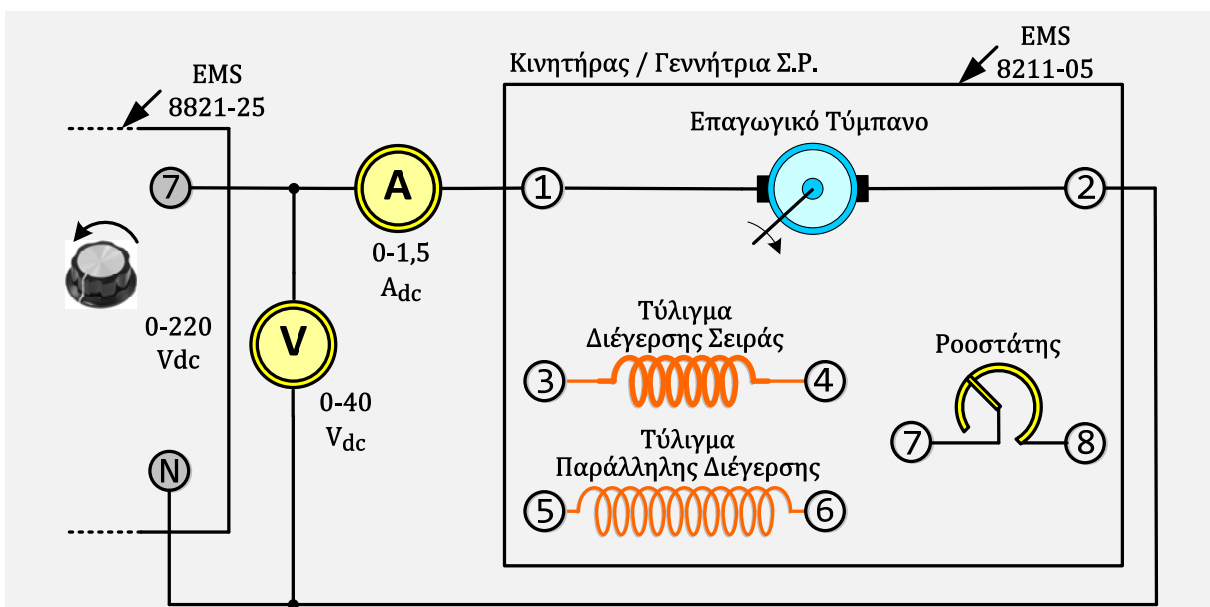 EMS
8821-25
Κινητήρας / Γεννήτρια Σ.Ρ.
EMS
8211-05
Επαγωγικό Τύμπανο
7
A
1
2
0-1,5
Adc
0-220
Vdc
V
0-40
Vdc
Τύλιγμα
Διέγερσης Σειράς
3
4
Ροοστάτης
7
8
Τύλιγμα
Παράλληλης Διέγερσης
5
6
N